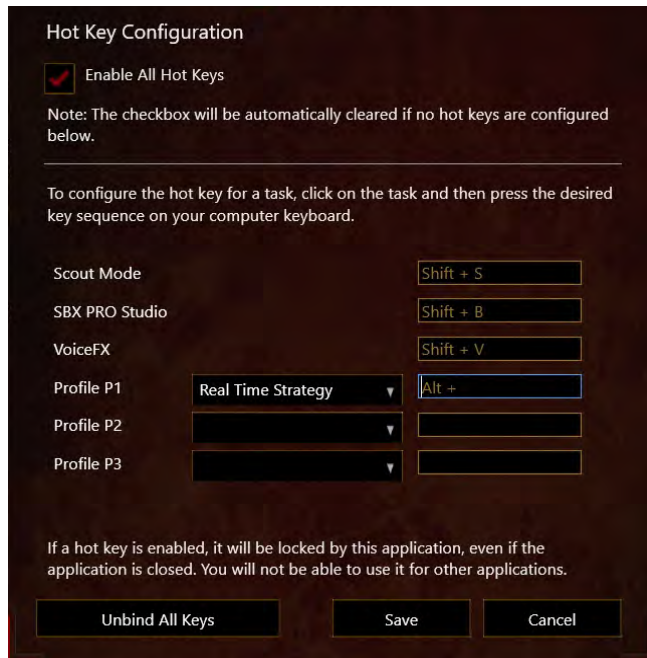 Hot Key Configuration
Enable All Hot Keys
Note: The checkbox will be automatically cleared if no hot keys are configured
below.
To configure the hot key for a task, click on the task and then press the desired
key sequence on your computer keyboard.
Scout Mode Shift + S
SBX PRO Studio Shift + B
VoiceFX Shift + V
Profile P1 Real Time Strategy Alt +
Profile P2
Profile P3
If a hot key is enabled, it will be locked by this application, even if the
application is closed. You will not be able to use it for other applications.
Unbind All Keys Save Cancel